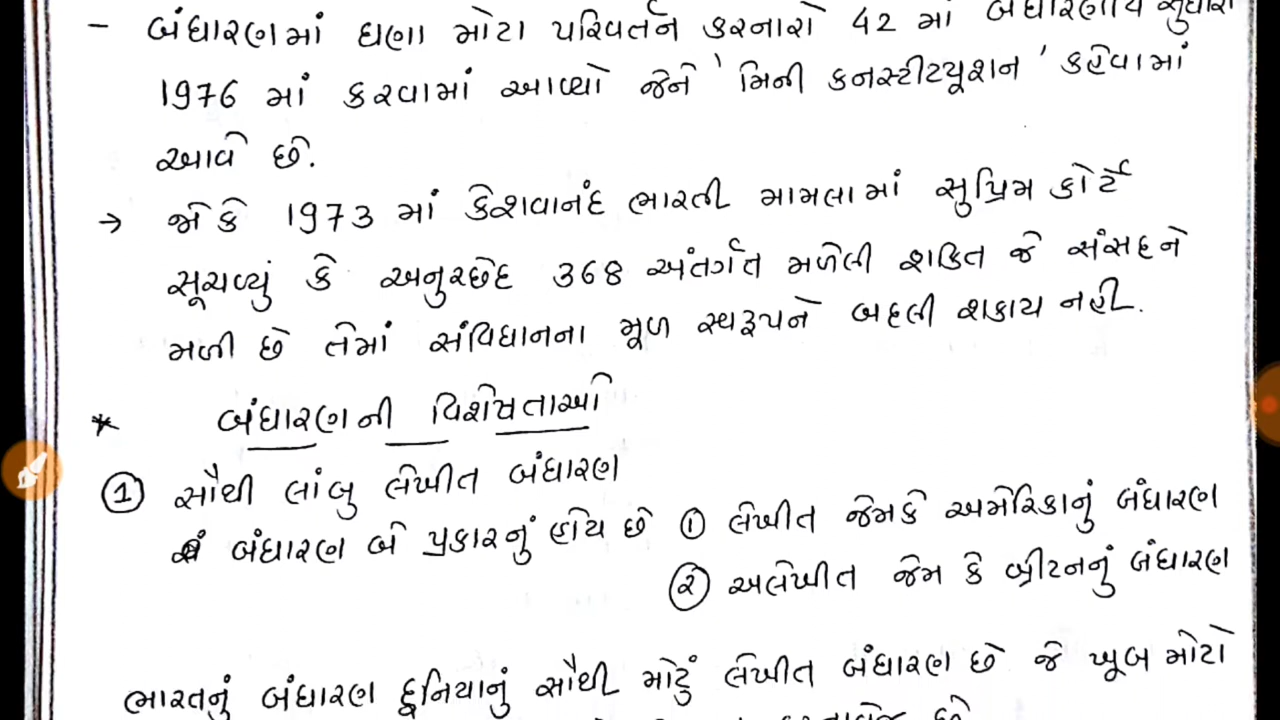 - બંધારણમાં ઘણા મોટા પરિવર્તન કરનારો 42 માં બંધારણીય સુધારો
1976 માં કરવામાં આવ્યો જેને 'મિની કનસ્ટીટયૂશન' કહેવામાં
આવે છે.
→ જો કે 1973 માં કેશવાનંદ ભારતી મામલામાં સુપ્રિમ કોર્ટે
સૂચવ્યું કે અનુચ્છેદ 368 અંતર્ગત મળેલી શકિત જે સંસદને
મળી છે તેમાં સંવિધાનના મૂળ સ્વરૂપને બદલી શકાય નહી.
* બંધારણની વિશેષતાઓ
① સૌથી લાંબુ લેખીત બંધારણ
બંધારણ બે પ્રકારનું હોય છે ① લેખીત જેમકે અમેરિકાનું બંધારણ
② અલેખીત જેમ કે બ્રીટનનું બંધારણ
ભારતનું બંધારણ દુનિયાનું સૌથી મોટું લેખીત બંધારણ છે જે ખૂબ મોટો